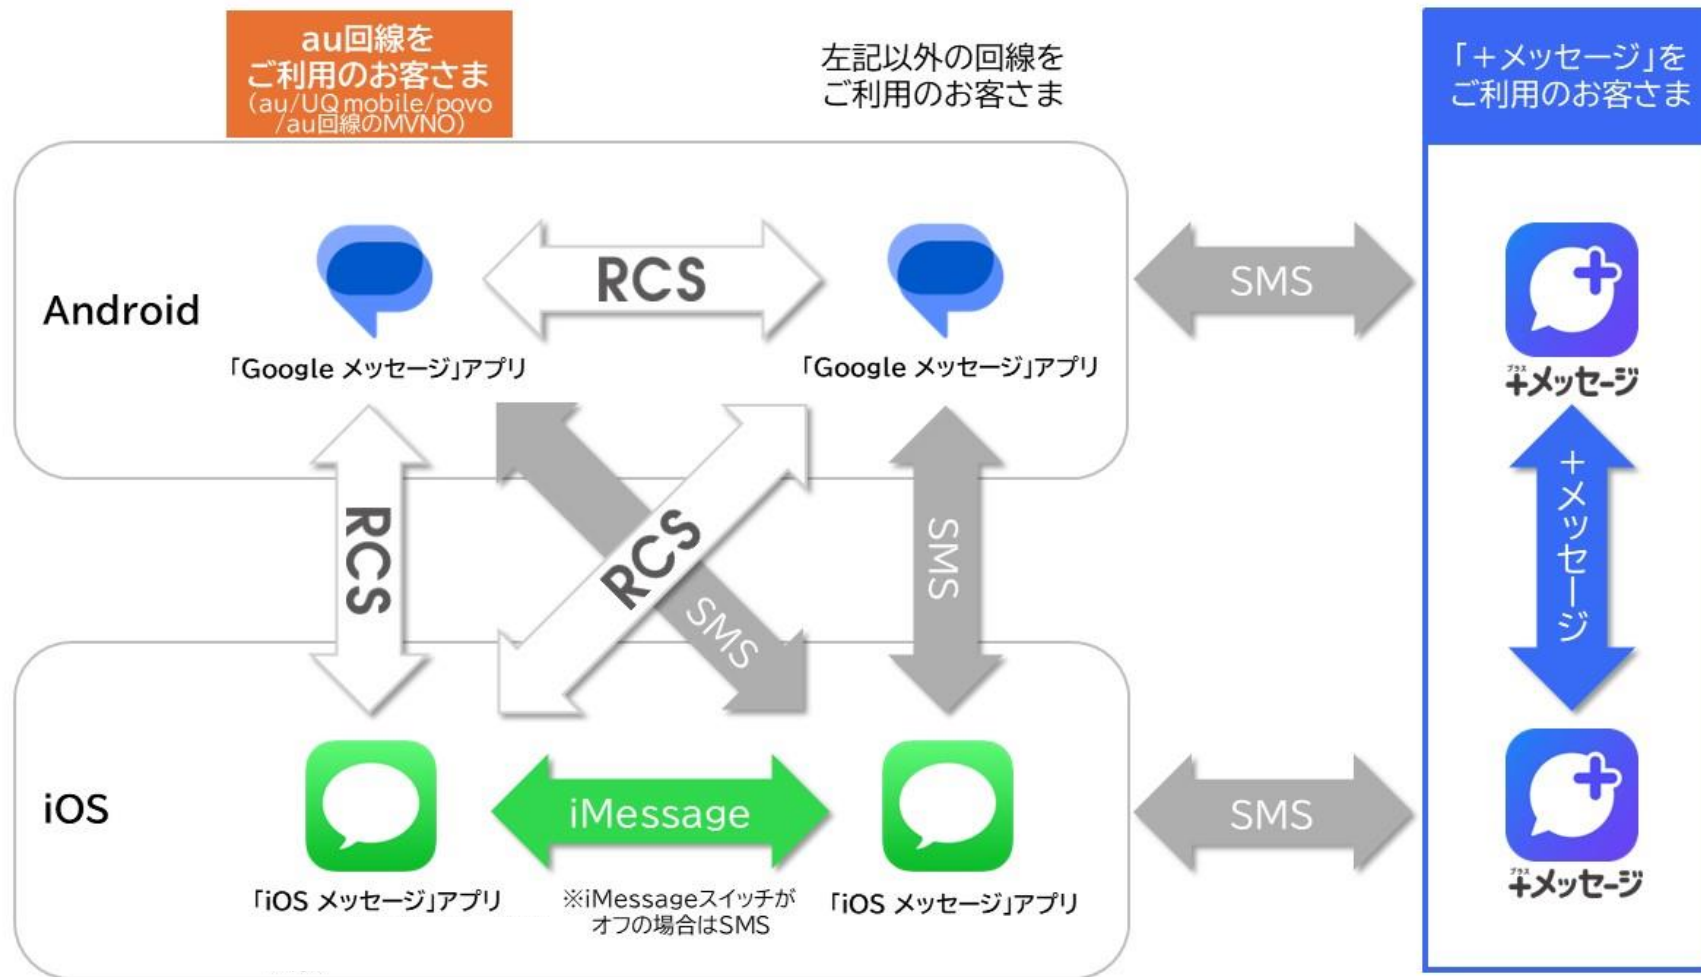 au回線を
ご利用のお客さま
(au/UQ mobile/povo
/au回線のMVNO)
左記以外の回線を
ご利用のお客さま
「+メッセージ」を
ご利用のお客さま
Android
RCS
「Google メッセージ」アプリ
「Google メッセージ」アプリ
SMS
プラス
+メッセージ
RCS
RCS
SMS
SMS
+メッセージ
iOS
iMessage
「iOS メッセージ」アプリ
※iMessageスイッチが
オフの場合はSMS
「iOS メッセージ」アプリ
SMS
プラス
+メッセージ